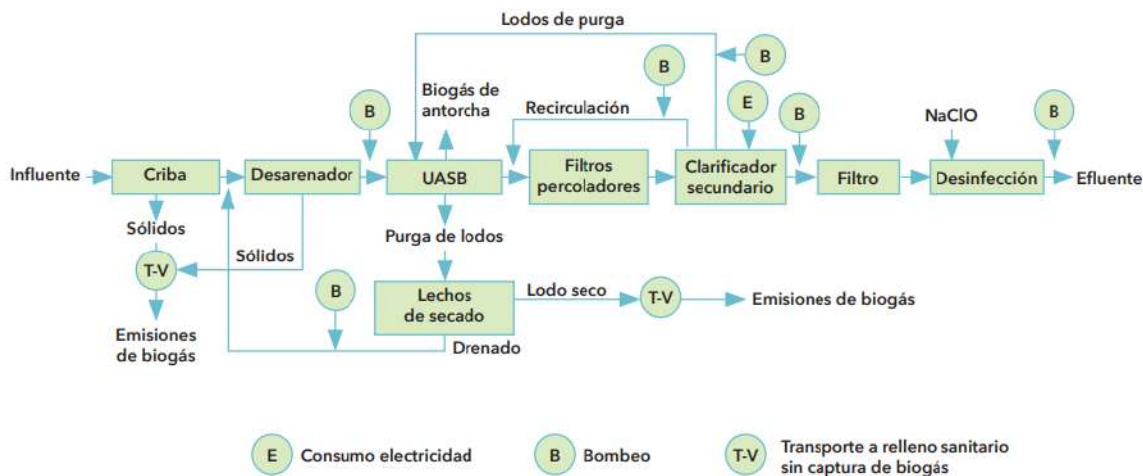 Lodos de purga
B
B
Biogás de
antorcha
B
Recirculación
E
B
NaClO
B
Influente
Criba
Desarenador
UASB
Filtros
percoladores
Clarificador
secundario
Filtro
Desinfección
Efluente
Sólidos
Sólidos
Purga de lodos
T-V
B
Lechos
de secado
Lodo seco
T-V
Emisiones de biogás
Emisiones
de biogás
Drenado
E
Consumo electricidad
B
Bombeo
T-V
Transporte a relleno sanitario
sin captura de biogás